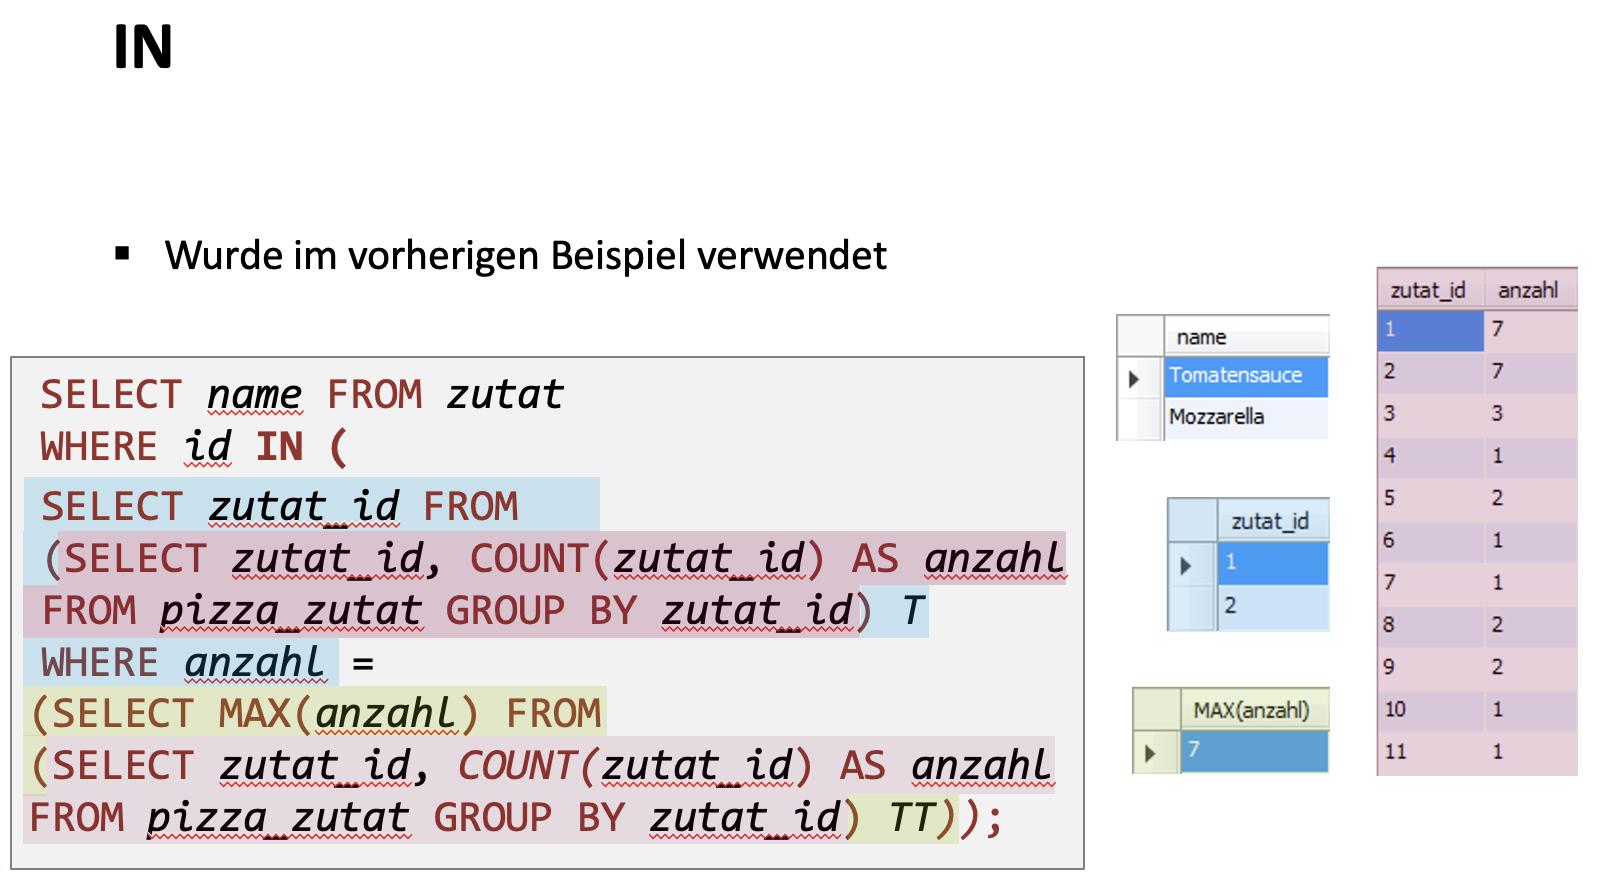 IN
▪ Wurde im vorherigen Beispiel verwendet
SELECT name FROM zutat
WHERE id IN (
SELECT zutat_id FROM
(SELECT zutat_id, COUNT(zutat_id) AS anzahl
FROM pizza_zutat GROUP BY zutat_id) T
WHERE anzahl =
(SELECT MAX(anzahl) FROM
(SELECT zutat_id, COUNT(zutat_id) AS anzahl
FROM pizza_zutat GROUP BY zutat_id) TT));
name
Tomatensauce
Mozzarella
zutat_id
1
2
MAX(anzahl)
7
zutat_id anzahl
1 7
2 7
3 3
4 1
5 2
6 1
7 1
8 2
9 2
10 1
11 1